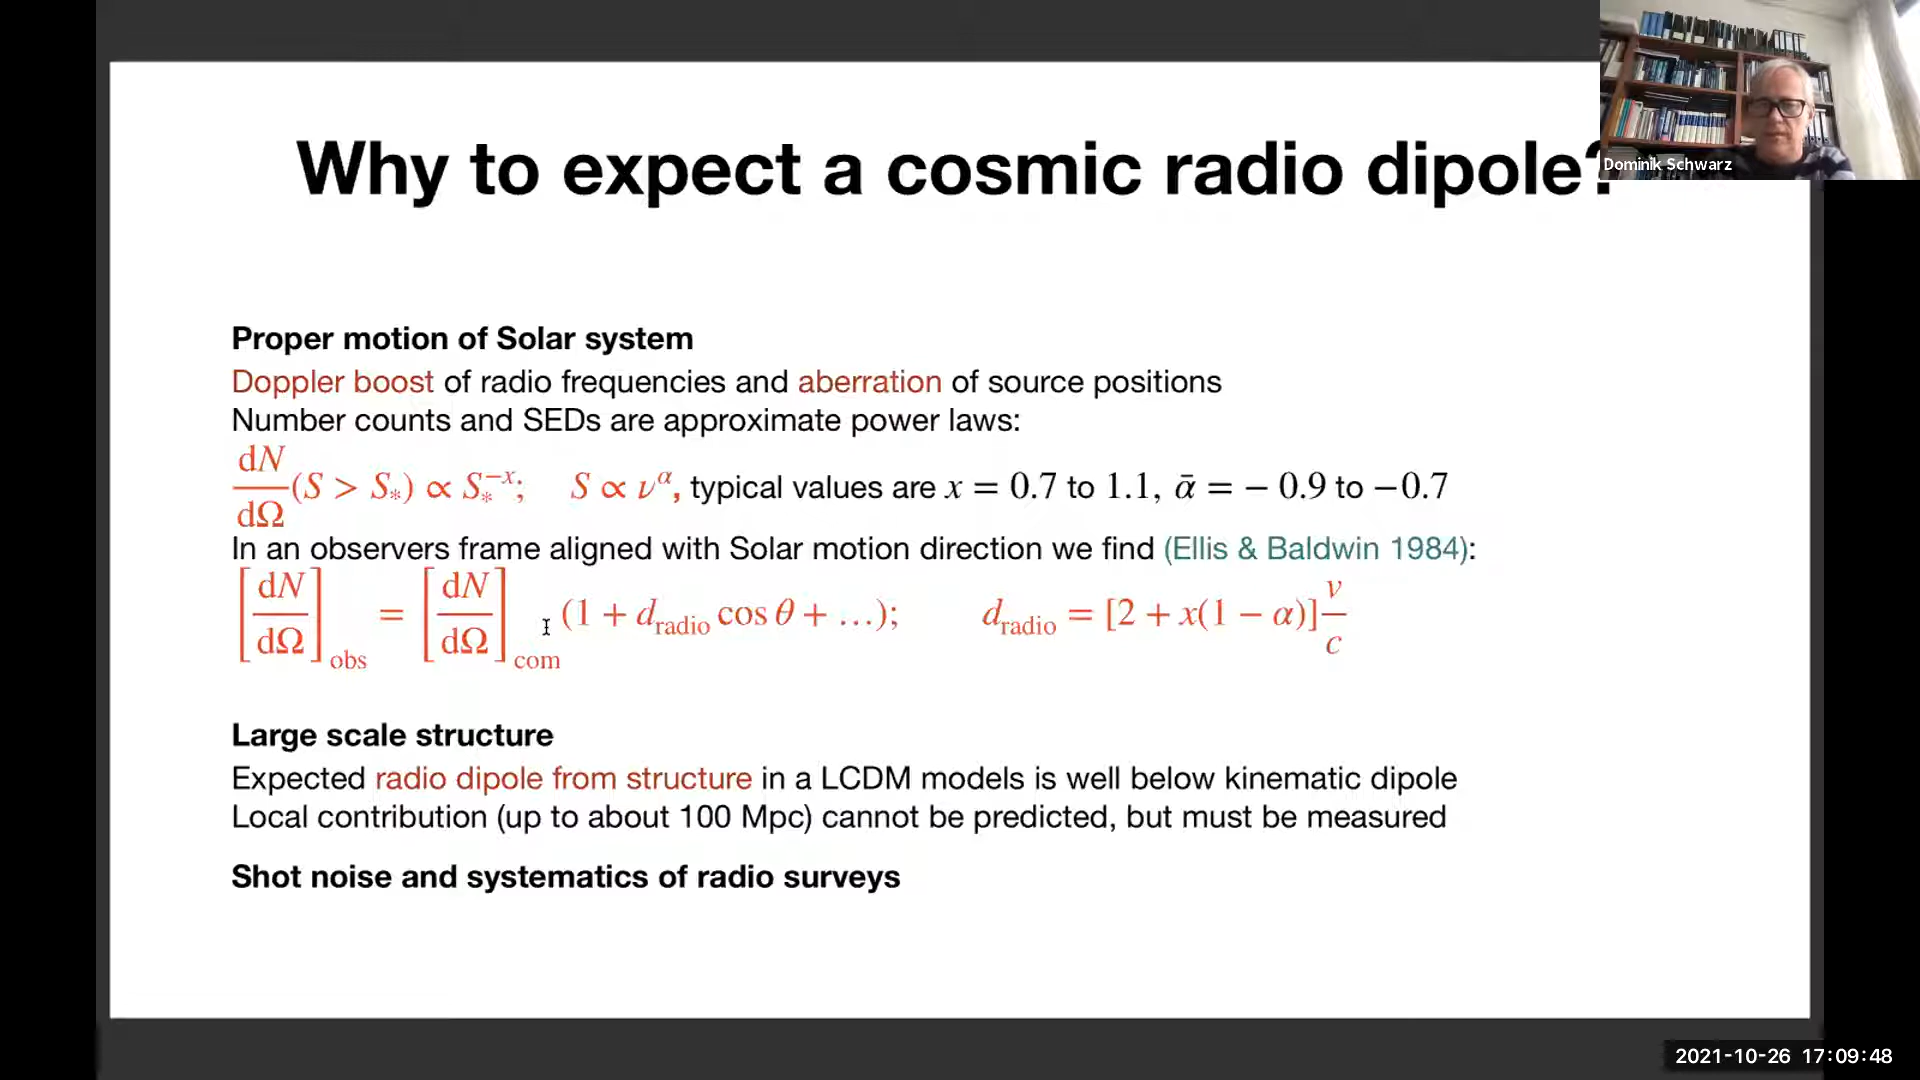 Why to expect a cosmic radio dipole?
Dominik Schwarz
Proper motion of Solar system
Doppler boost of radio frequencies and aberration of source positions
Number counts and SEDs are approximate power laws:
dN/dΩ (S > S∗) ∝ S∗^−x; S ∝ ν^α, typical values are x = 0.7 to 1.1, ᾱ = − 0.9 to −0.7
In an observers frame aligned with Solar motion direction we find (Ellis & Baldwin 1984):
[dN/dΩ]obs = [dN/dΩ]com (1 + d_radio cos θ + …); d_radio = [2 + x(1 − α)] v/c
Large scale structure
Expected radio dipole from structure in a LCDM models is well below kinematic dipole
Local contribution (up to about 100 Mpc) cannot be predicted, but must be measured
Shot noise and systematics of radio surveys
2021-10-26 17:09:48